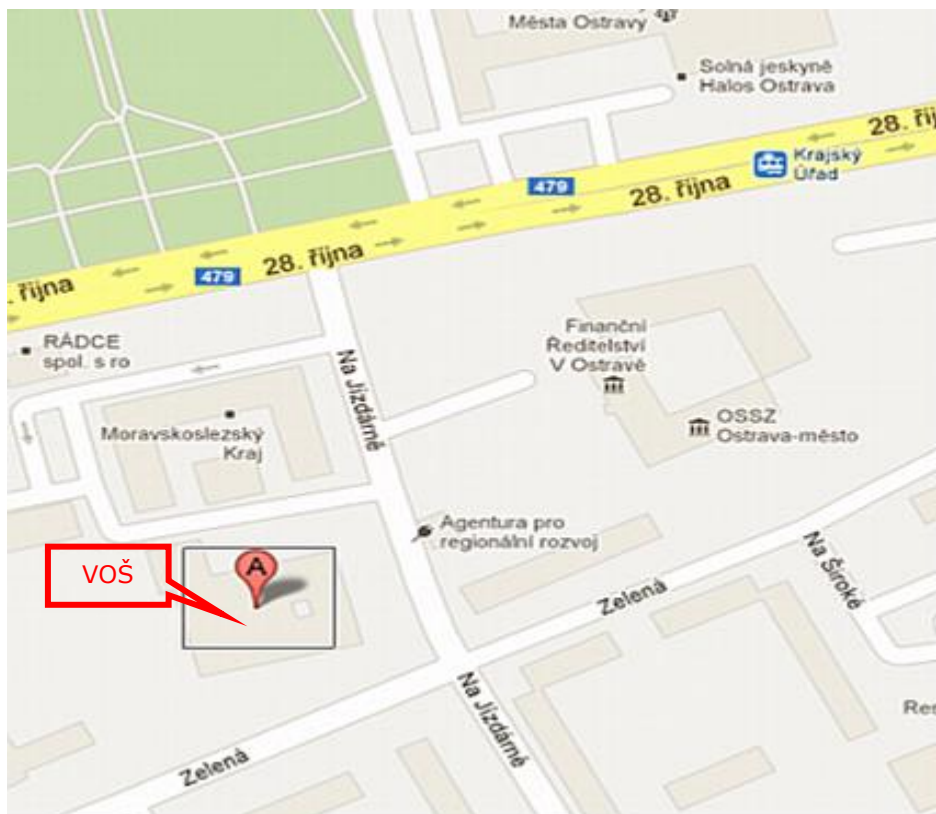 Města Ostravy
Solná jeskyně
Halos Ostrava
28. říj
Krajský
Úřad
479
28. října
28. října
479
. října
RÁDCE
spol. s ro
Finanční
Ředitelství
V Ostravě
Na Jízdárně
OSSZ
Ostrava-město
Moravskoslezský
Kraj
Agentura pro
regionální rozvoj
Na Široké
VOŠ
A
Zelená
Na Jízdárně
Res
Zelená